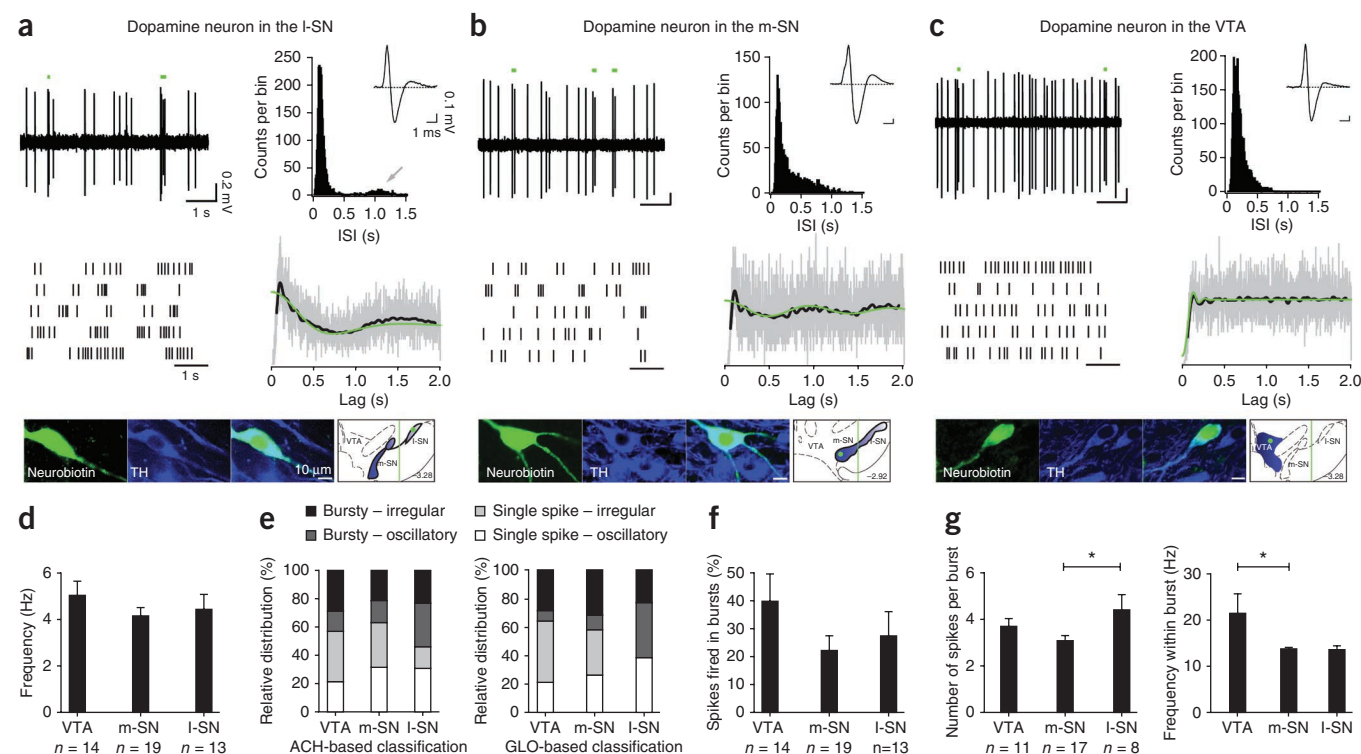 a
Dopamine neuron in the l-SN
0.2 mV
1 s
Counts per bin
250
200
150
100
50
0
0 0.5 1.0 1.5
ISI (s)
0.1 mV
1 ms
1 s
0 0.5 1.0 1.5 2.0
Lag (s)
Neurobiotin
TH
10 µm
VTA
m-SN
l-SN
–3.28
b
Dopamine neuron in the m-SN
Counts per bin
150
100
50
0
0 0.5 1.0 1.5
ISI (s)
0 0.5 1.0 1.5 2.0
Lag (s)
Neurobiotin
TH
VTA
m-SN
l-SN
–2.92
c
Dopamine neuron in the VTA
Counts per bin
200
150
100
50
0
0 0.5 1.0 1.5
ISI (s)
0 0.5 1.0 1.5 2.0
Lag (s)
Neurobiotin
TH
VTA
m-SN
–3.28
d
Frequency (Hz)
6
4
2
0
VTA m-SN l-SN
n = 14 n = 19 n = 13
e
Bursty – irregular
Bursty – oscillatory
Single spike – irregular
Single spike – oscillatory
Relative distribution (%)
100
80
60
40
20
0
VTA m-SN l-SN
ACH-based classification
Relative distribution (%)
100
80
60
40
20
0
VTA m-SN l-SN
GLO-based classification
f
Spikes fired in bursts (%)
50
40
30
20
10
0
VTA m-SN l-SN
n = 14 n = 19 n=13
g
Number of spikes per burst
6
4
2
0
*
VTA m-SN l-SN
n = 11 n = 17 n = 8
Frequency within burst (Hz)
30
20
10
0
*
VTA m-SN l-SN